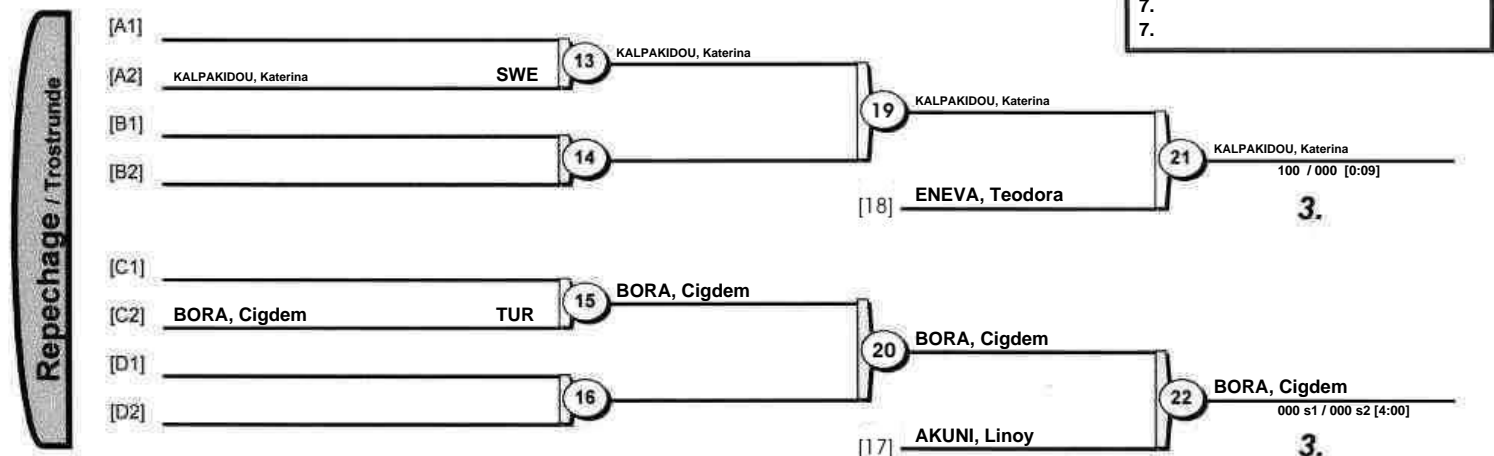 7.
7.
Repechage / Trostrunde
[A1]
[A2] KALPAKIDOU, Katerina SWE
13 KALPAKIDOU, Katerina
[B1]
[B2]
14
19 KALPAKIDOU, Katerina
[18] ENEVA, Teodora
21 KALPAKIDOU, Katerina
100 / 000 [0:09]
3.
[C1]
[C2] BORA, Cigdem TUR
15 BORA, Cigdem
[D1]
[D2]
16
20 BORA, Cigdem
[17] AKUNI, Linoy
22 BORA, Cigdem
000 s1 / 000 s2 [4:00]
3.